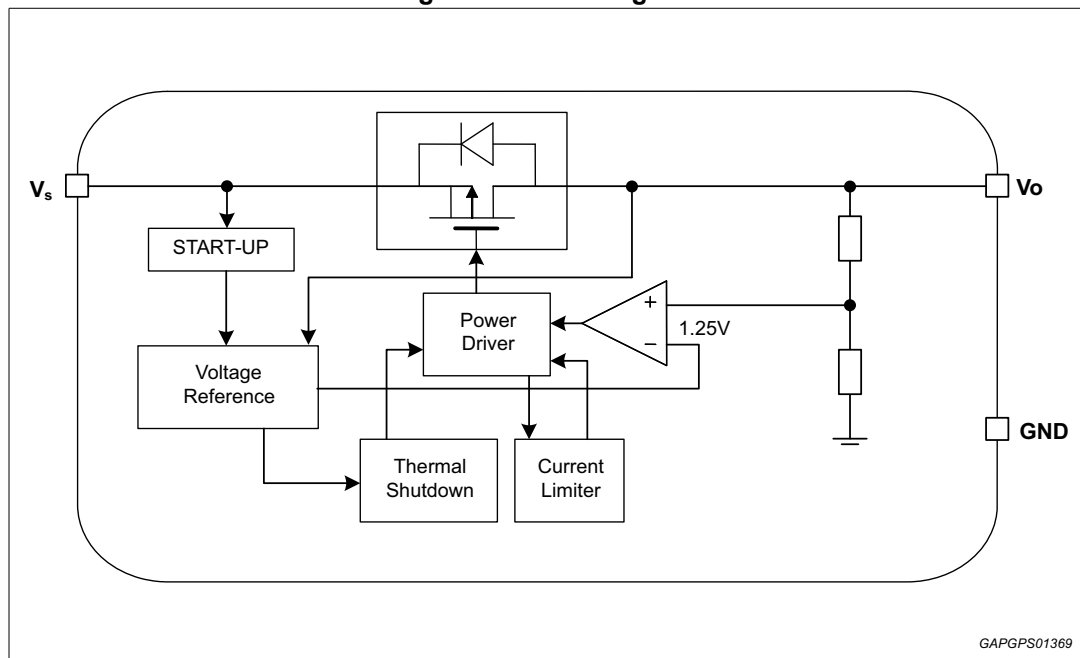 Vs
Vo
START-UP
+
Power
Driver
1.25V
−
Voltage
Reference
GND
Thermal
Shutdown
Current
Limiter
GAPGPS01369